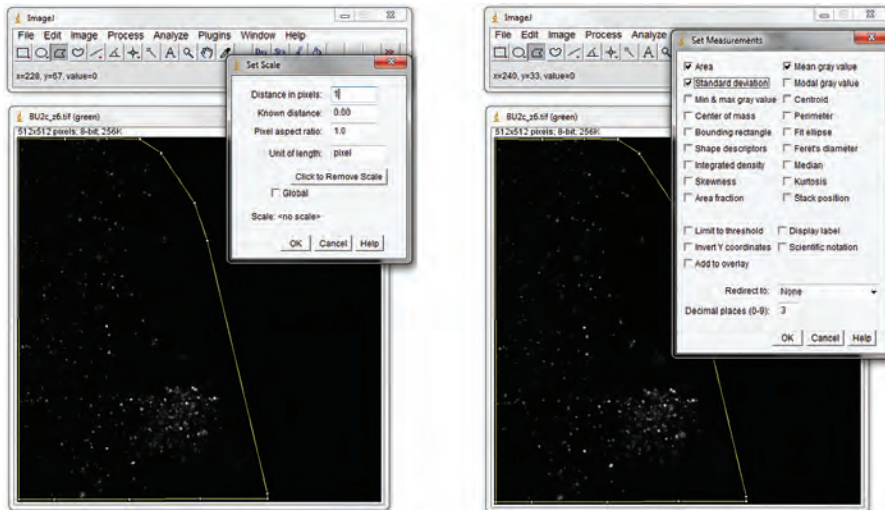 ImageJ
File Edit Image Process Analyze Plugins Window Help
x=228, y=67, value=0
Set Scale
Distance in pixels: 1
Known distance: 0.00
Pixel aspect ratio: 1.0
Unit of length: pixel
Click to Remove Scale
Global
Scale: <no scale>
OK Cancel Help
BU2c_z6.tif (green)
512x512 pixels; 8-bit; 256K
ImageJ
File Edit Image Process Analyze Plugins Window Help
x=240, y=33, value=0
Set Measurements
Area Mean gray value
Standard deviation Modal gray value
Min & max gray value Centroid
Center of mass Perimeter
Bounding rectangle Fit ellipse
Shape descriptors Feret's diameter
Integrated density Median
Skewness Kurtosis
Area fraction Stack position
Limit to threshold Display label
Invert Y coordinates Scientific notation
Add to overlay
Redirect to: None
Decimal places (0-9): 3
OK Cancel Help
BU2c_z6.tif (green)
512x512 pixels; 8-bit; 256K